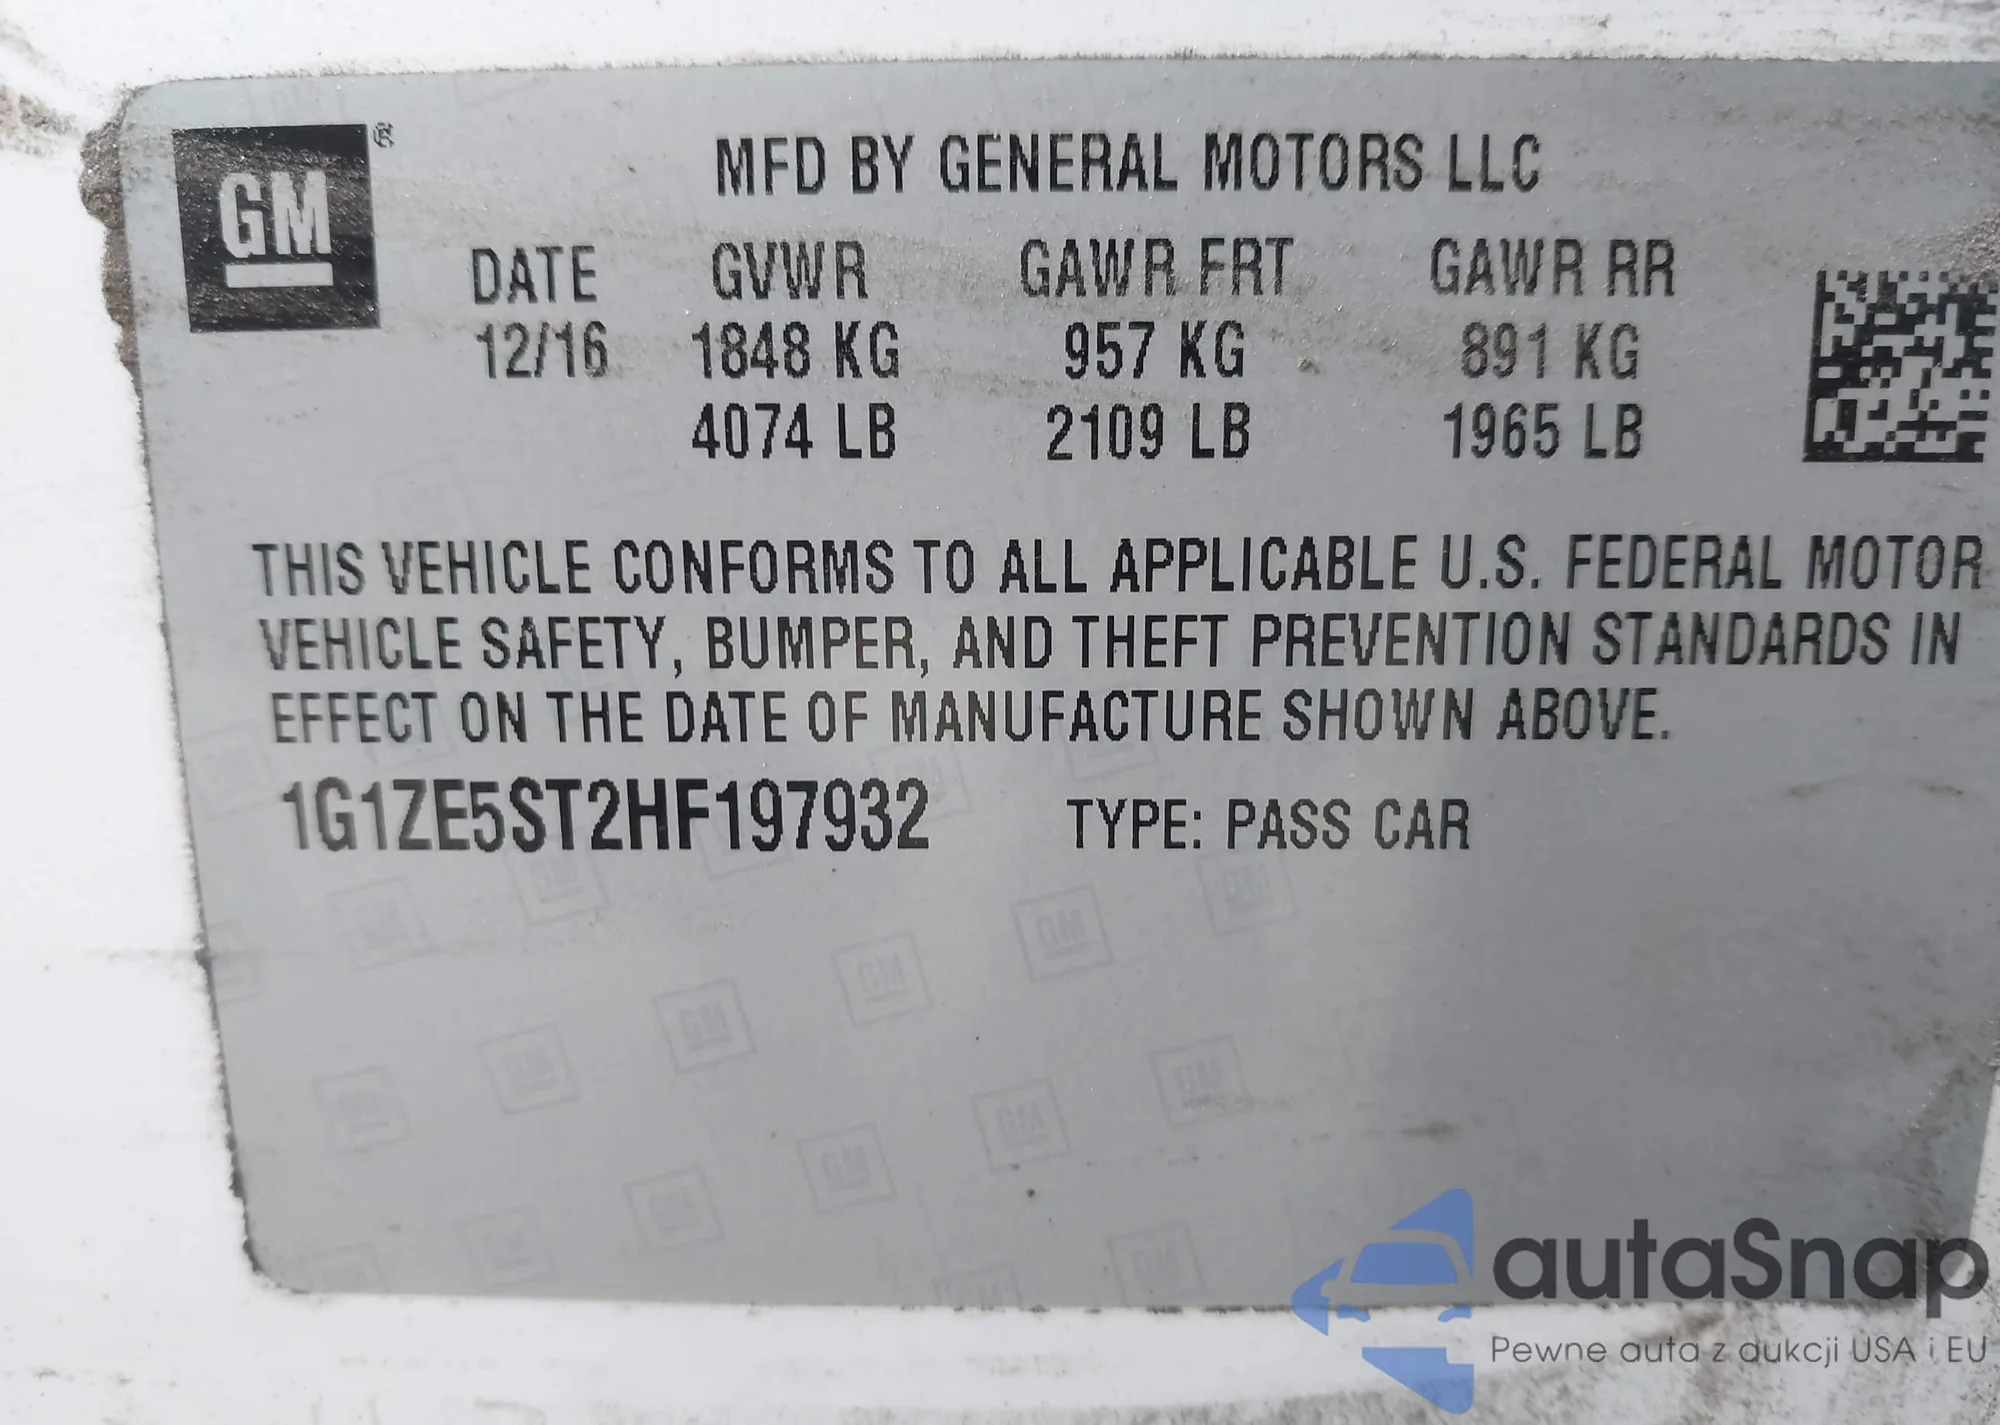 GM ®
MFD BY GENERAL MOTORS LLC
DATE GVWR GAWR FRT GAWR RR
12/16 1848 KG 957 KG 891 KG
4074 LB 2109 LB 1965 LB
THIS VEHICLE CONFORMS TO ALL APPLICABLE U.S. FEDERAL MOTOR
VEHICLE SAFETY, BUMPER, AND THEFT PREVENTION STANDARDS IN
EFFECT ON THE DATE OF MANUFACTURE SHOWN ABOVE.
1G1ZE5ST2HF197932 TYPE: PASS CAR
autaSnap
Pewne auta z aukcji USA i EU